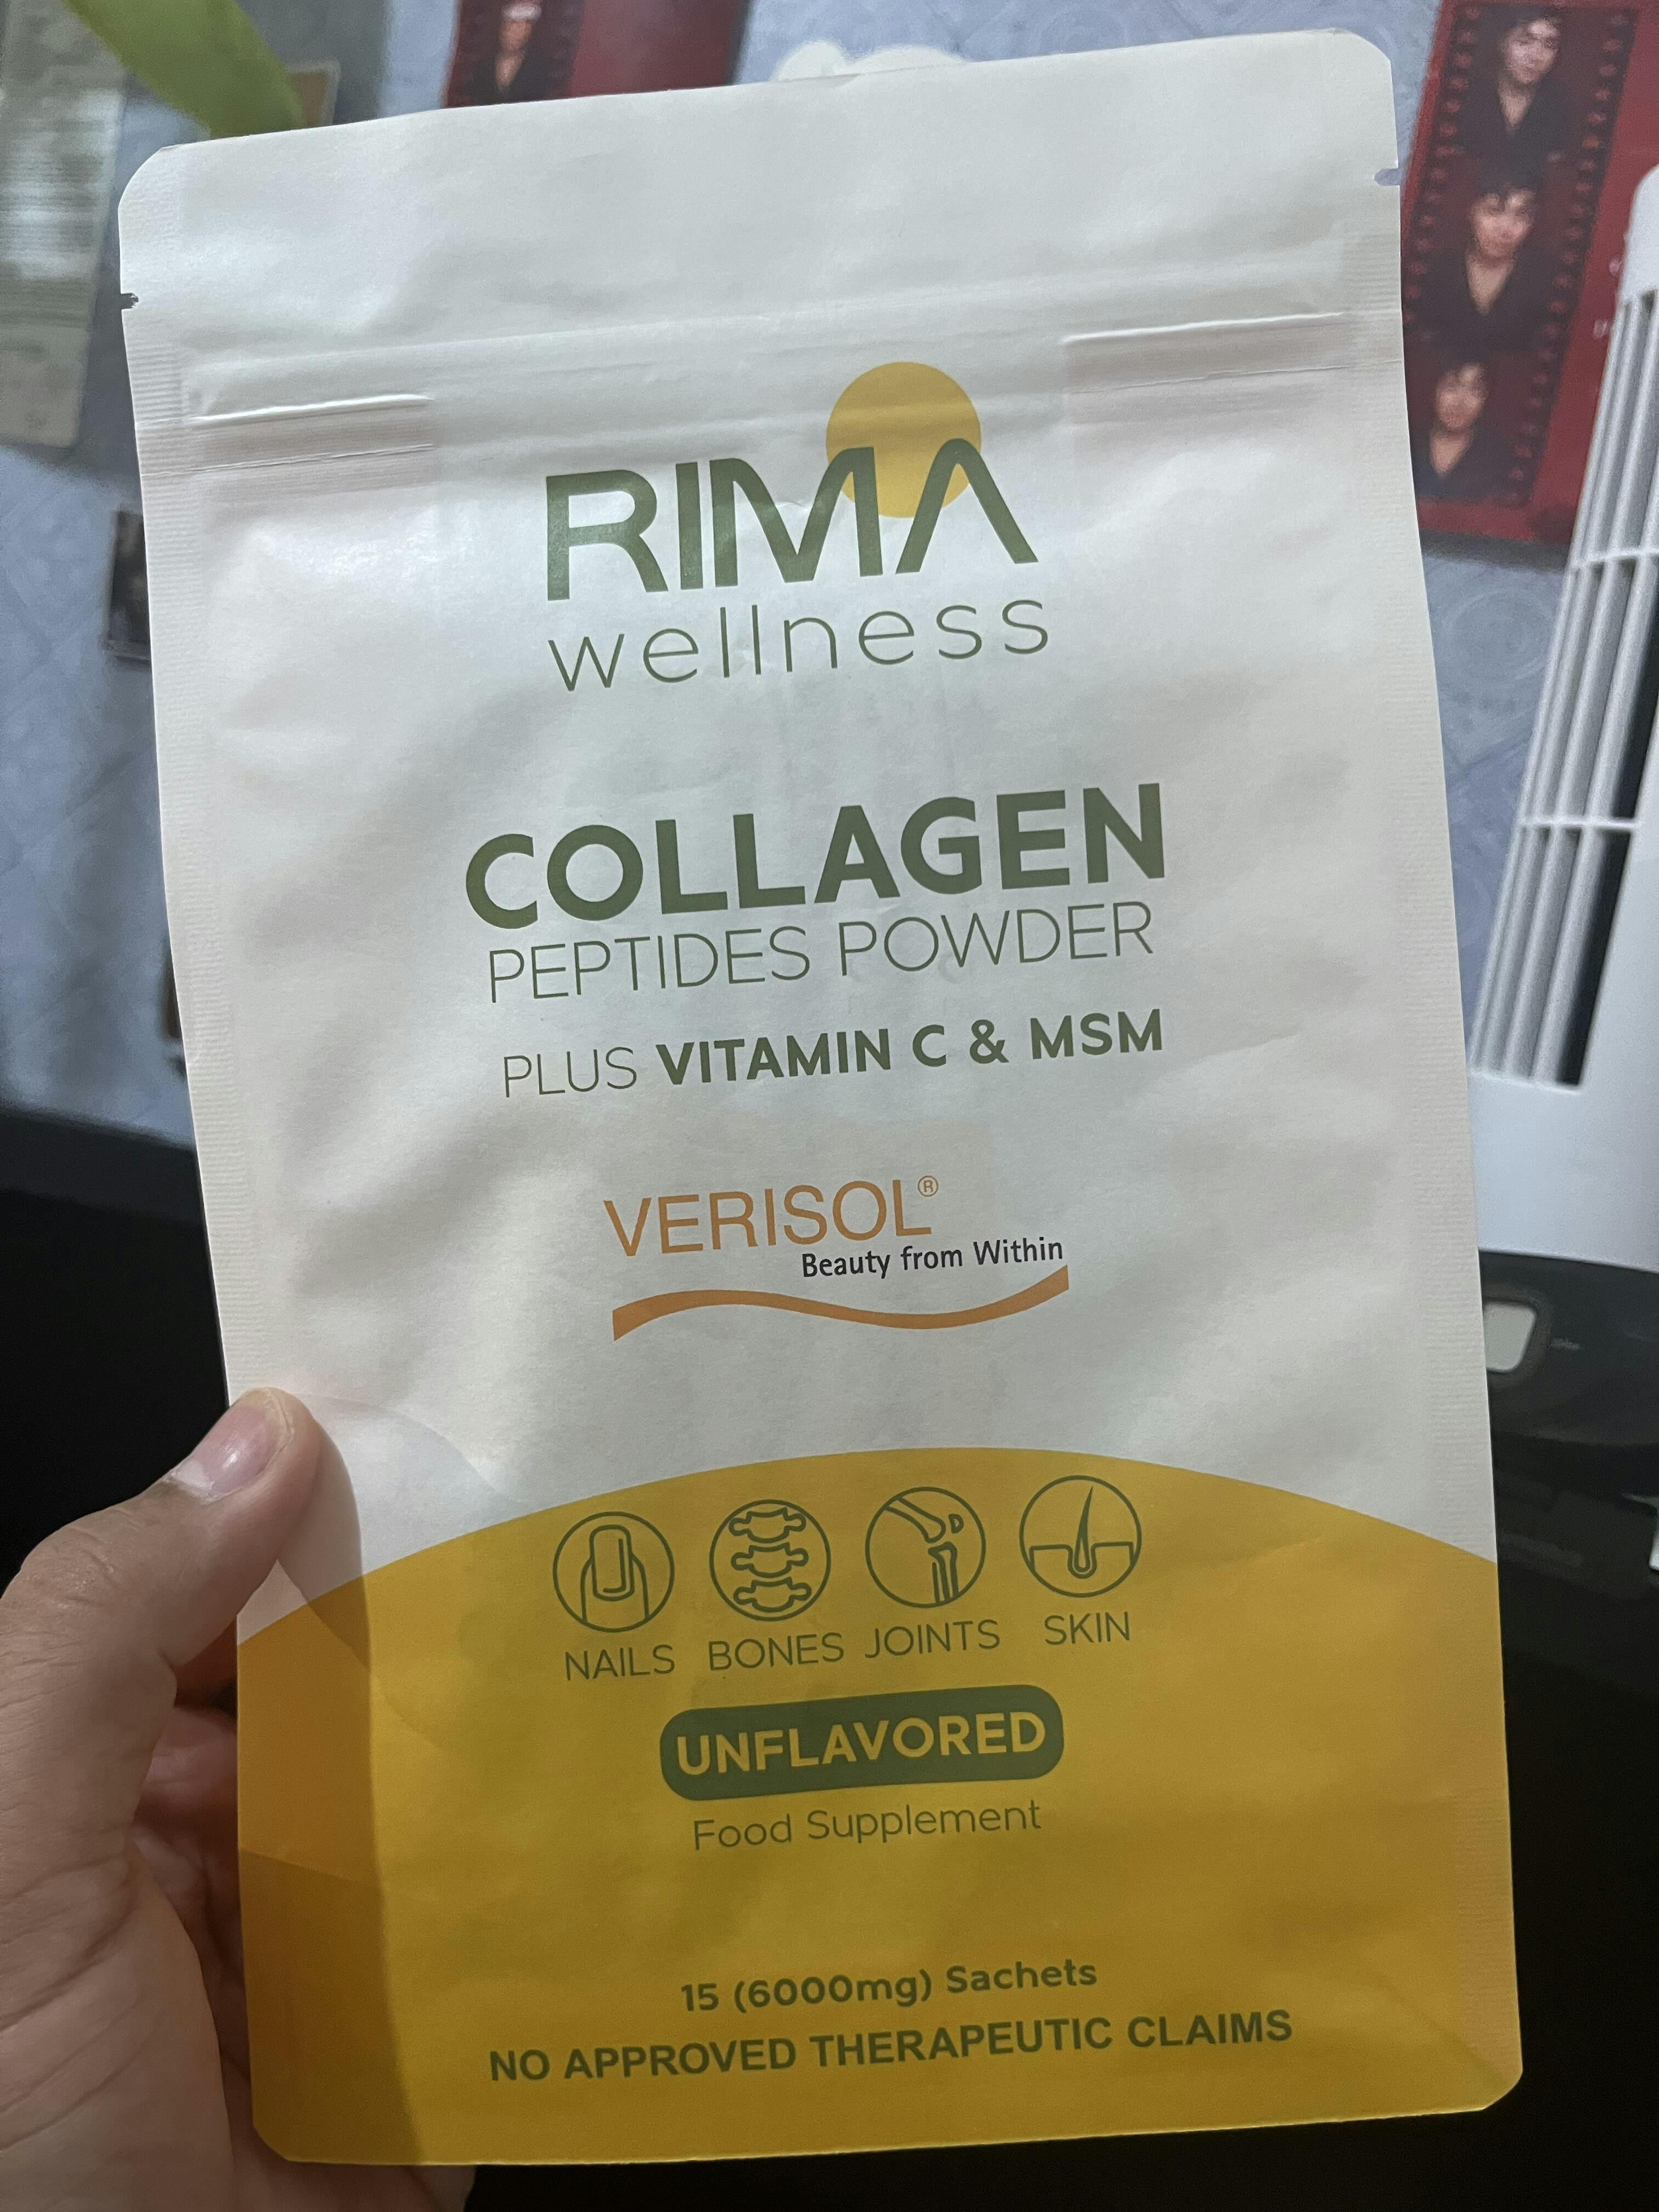 RIMA
wellness
COLLAGEN
PEPTIDES POWDER
PLUS VITAMIN C & MSM
VERISOL®
Beauty from Within
NAILS BONES JOINTS SKIN
UNFLAVORED
Food Supplement
15 (6000mg) Sachets
NO APPROVED THERAPEUTIC CLAIMS